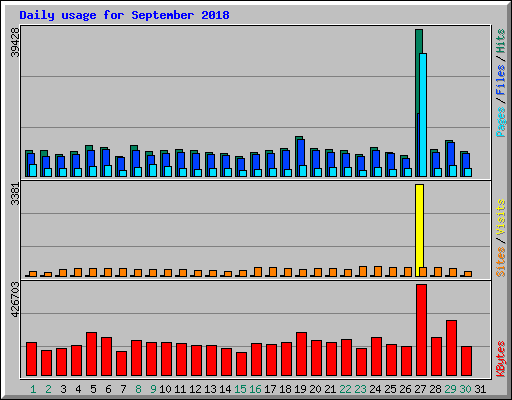 Daily usage for September 2018
39428
Pages / Files / Hits
3381
Sites / Visits
426703
KBytes
1 2 3 4 5 6 7 8 9 10 11 12 13 14 15 16 17 18 19 20 21 22 23 24 25 26 27 28 29 30 31